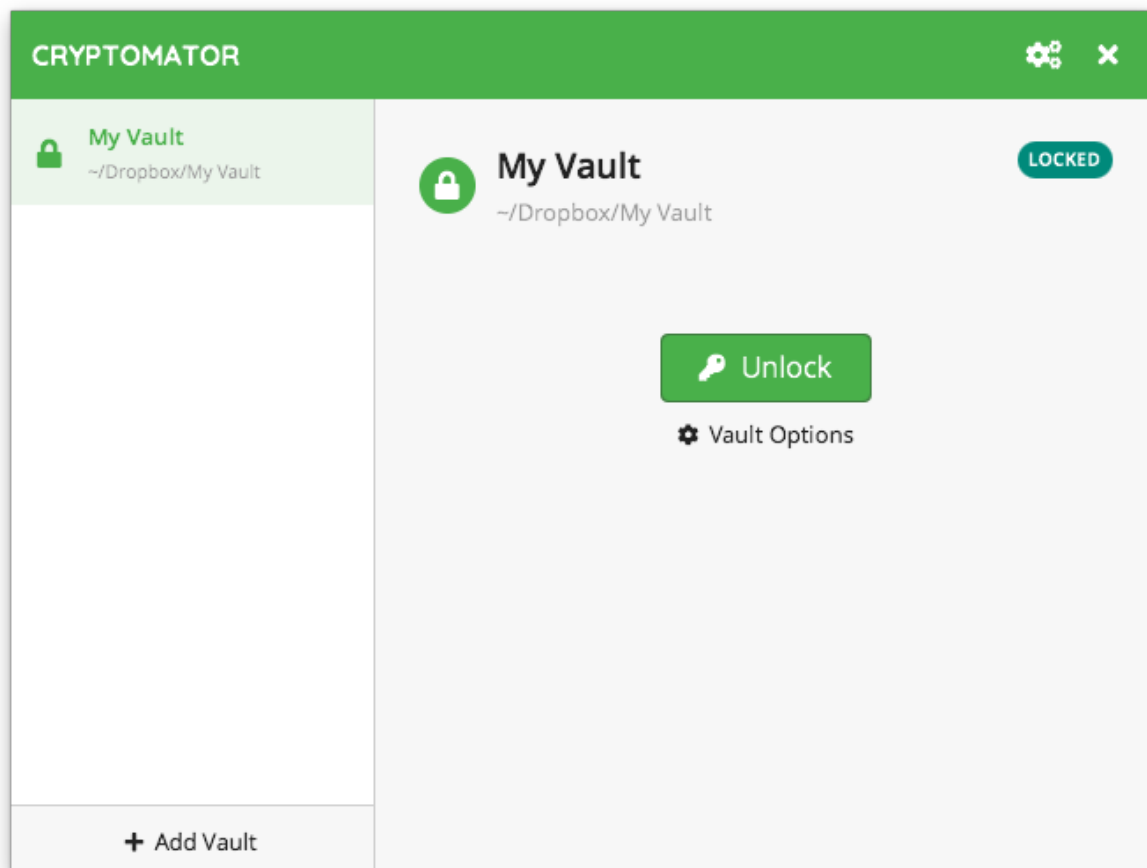 CRYPTOMATOR
My Vault
~/Dropbox/My Vault
My Vault
~/Dropbox/My Vault
LOCKED
Unlock
Vault Options
Add Vault